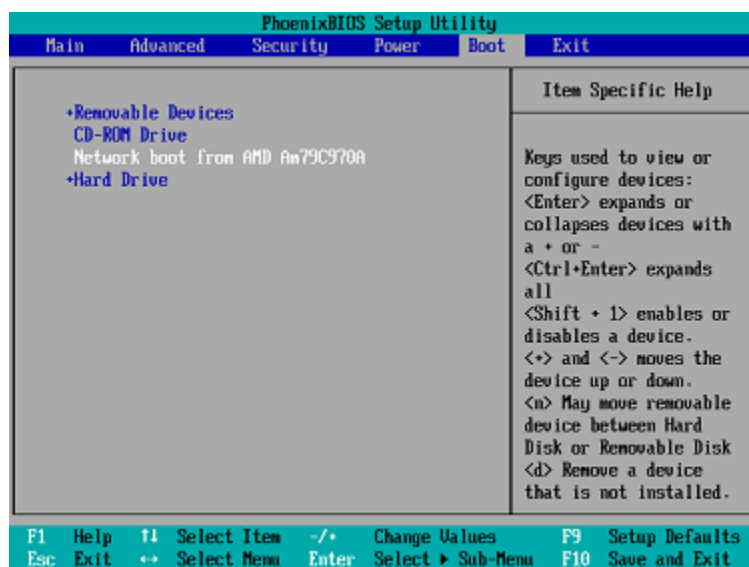 PhoenixBIOS Setup Utility
Main Advanced Security Power Boot Exit
Item Specific Help
+Removable Devices
CD-ROM Drive
Network boot from AMD Am79C970A
+Hard Drive
Keys used to view or
configure devices:
<Enter> expands or
collapses devices with
a + or -
<Ctrl+Enter> expands
all
<Shift + 1> enables or
disables a device.
<+> and <-> moves the
device up or down.
<n> May move removable
device between Hard
Disk or Removable Disk
<d> Remove a device
that is not installed.
F1 Help ↑↓ Select Item -/+ Change Values F9 Setup Defaults
Esc Exit ↔ Select Menu Enter Select ▶ Sub-Menu F10 Save and Exit